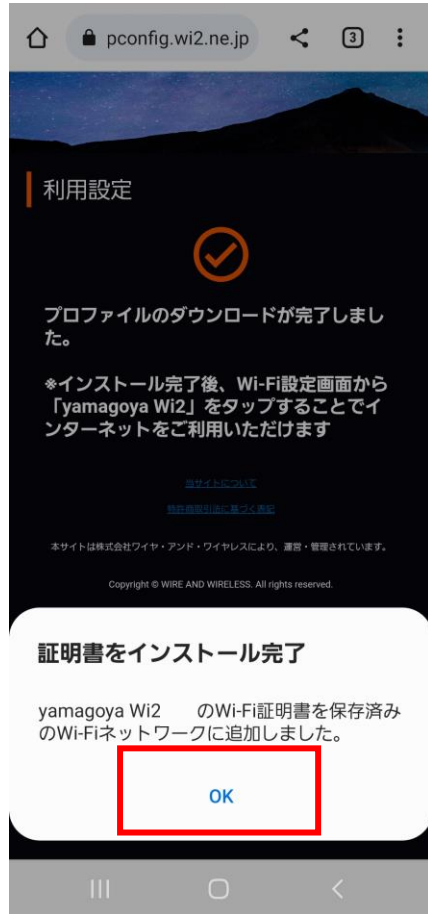 pconfig.wi2.ne.jp
3
利用設定
プロファイルのダウンロードが完了しまし
た。
※インストール完了後、Wi-Fi設定画面から
「yamagoya Wi2」をタップすることでイ
ンターネットをご利用いただけます
当サイトについて
特許商取引法に基づく表記
本サイトは株式会社ワイヤ・アンド・ワイヤレスにより、運営・管理されています。
Copyright © WIRE AND WIRELESS. All rights reserved.
証明書をインストール完了
yamagoya Wi2 のWi-Fi証明書を保存済み
のWi-Fiネットワークに追加しました。
OK